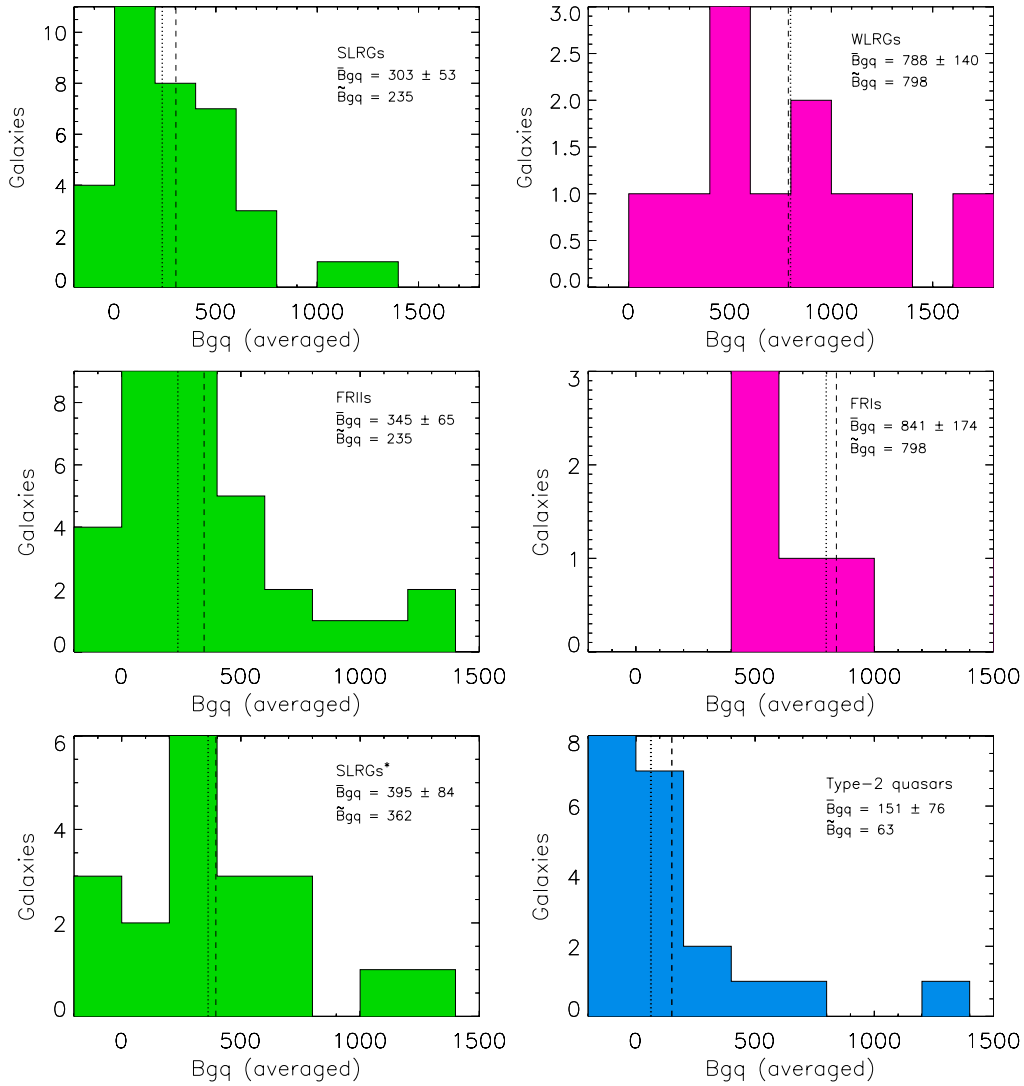 SLRGs
B̄gq = 303 ± 53
B̃gq = 235
Galaxies
0
2
4
6
8
10
0 500 1000 1500
Bgq (averaged)
WLRGs
B̄gq = 788 ± 140
B̃gq = 798
Galaxies
0.0
0.5
1.0
1.5
2.0
2.5
3.0
0 500 1000 1500
Bgq (averaged)
FRIIs
B̄gq = 345 ± 65
B̃gq = 235
Galaxies
0
2
4
6
8
0 500 1000 1500
Bgq (averaged)
FRIs
B̄gq = 841 ± 174
B̃gq = 798
Galaxies
0
1
2
3
0 500 1000 1500
Bgq (averaged)
SLRGs*
B̄gq = 395 ± 84
B̃gq = 362
Galaxies
0
2
4
6
0 500 1000 1500
Bgq (averaged)
Type-2 quasars
B̄gq = 151 ± 76
B̃gq = 63
Galaxies
0
2
4
6
8
0 500 1000 1500
Bgq (averaged)